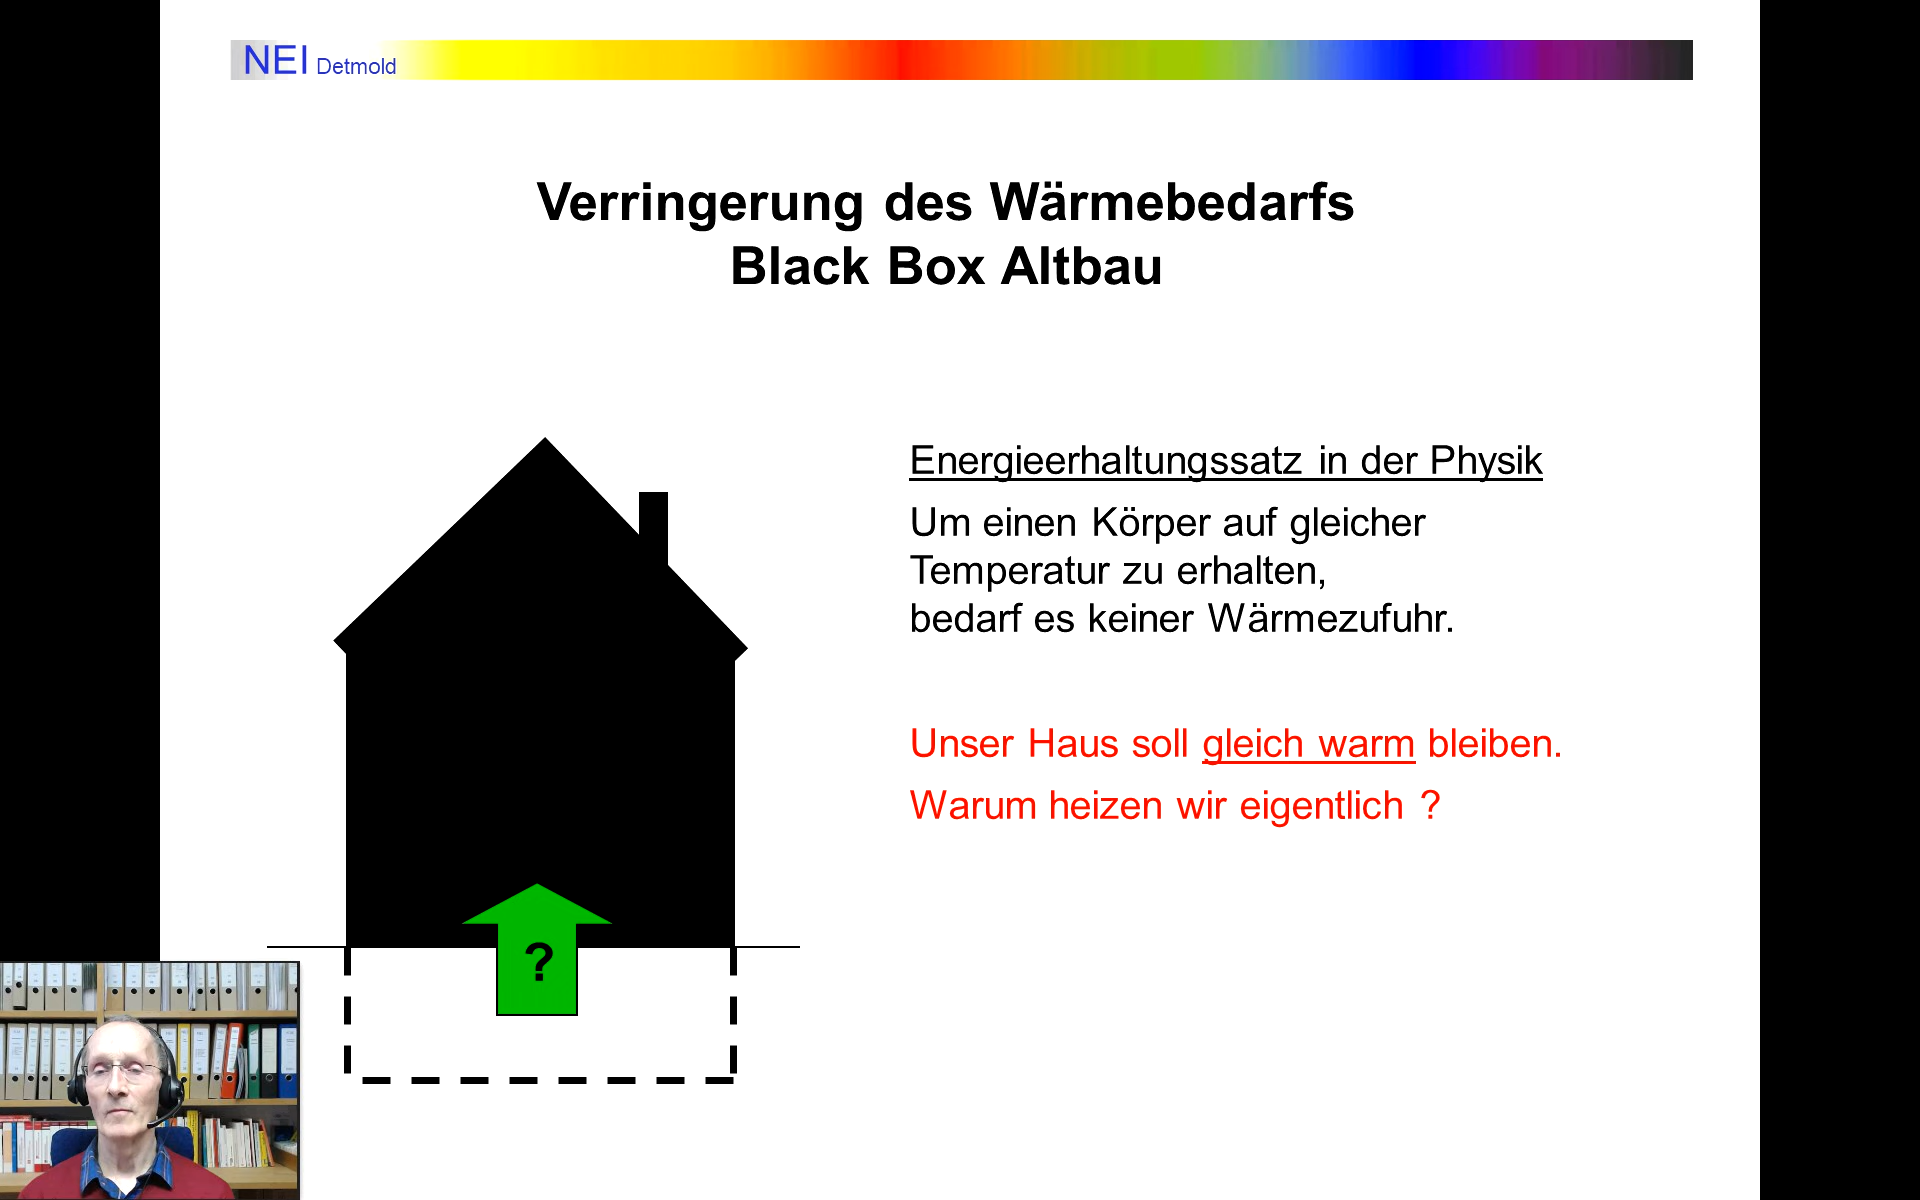 NEI Detmold
Verringerung des Wärmebedarfs
Black Box Altbau
Energieerhaltungssatz in der Physik
Um einen Körper auf gleicher
Temperatur zu erhalten,
bedarf es keiner Wärmezufuhr.
Unser Haus soll gleich warm bleiben.
Warum heizen wir eigentlich ?
?